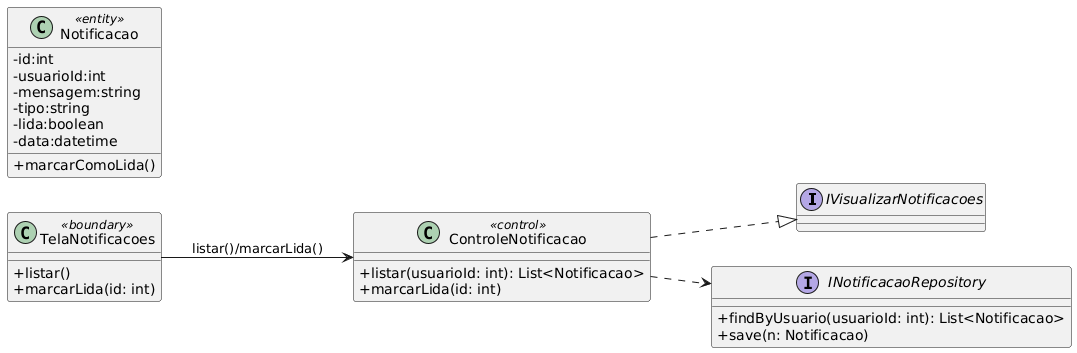 C
«entity»
Notificacao
-id:int
-usuarioId:int
-mensagem:string
-tipo:string
-lida:boolean
-data:datetime
+marcarComoLida()
C
«boundary»
TelaNotificacoes
+listar()
+marcarLida(id: int)
listar()/marcarLida()
C
«control»
ControleNotificacao
+listar(usuarioId: int): List<Notificacao>
+marcarLida(id: int)
I IVisualizarNotificacoes
I INotificacaoRepository
+findByUsuario(usuarioId: int): List<Notificacao>
+save(n: Notificacao)